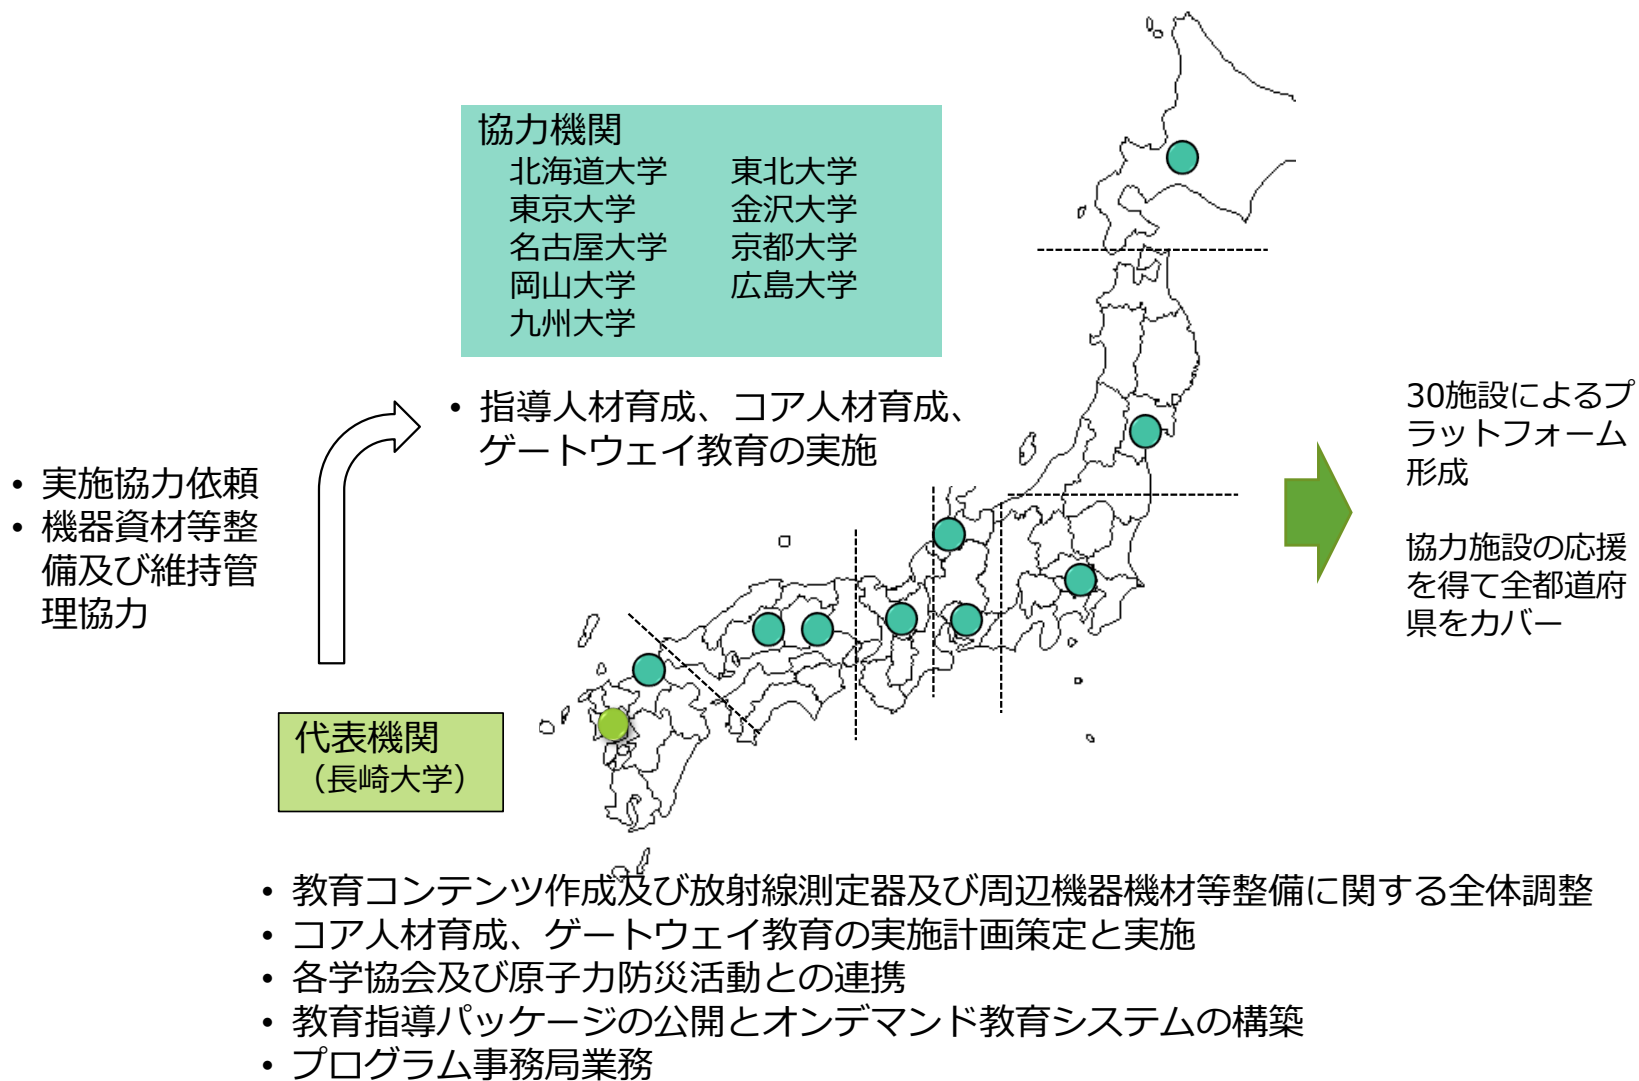 協力機関
北海道大学 東北大学
東京大学 金沢大学
名古屋大学 京都大学
岡山大学 広島大学
九州大学
• 指導人材育成、コア人材育成、
ゲートウェイ教育の実施
• 実施協力依頼
• 機器資材等整
備及び維持管
理協力
30施設によるプ
ラットフォーム
形成
協力施設の応援
を得て全都道府
県をカバー
代表機関
（長崎大学）
• 教育コンテンツ作成及び放射線測定器及び周辺機器機材等整備に関する全体調整
• コア人材育成、ゲートウェイ教育の実施計画策定と実施
• 各学協会及び原子力防災活動との連携
• 教育指導パッケージの公開とオンデマンド教育システムの構築
• プログラム事務局業務